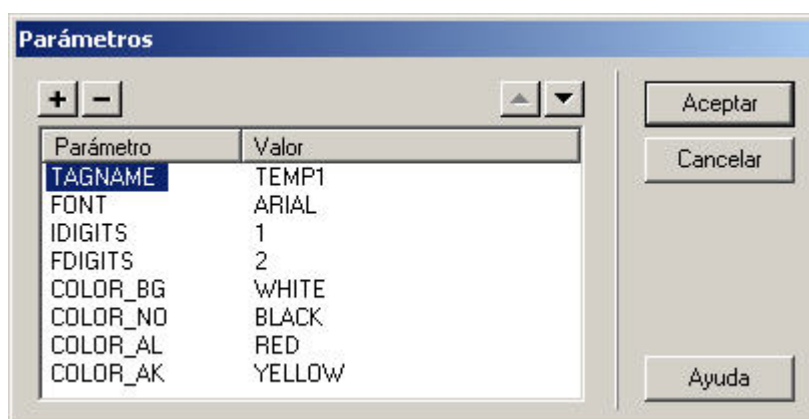 Parámetros
+ −
Parámetro Valor
TAGNAME TEMP1
FONT ARIAL
IDIGITS 1
FDIGITS 2
COLOR_BG WHITE
COLOR_NO BLACK
COLOR_AL RED
COLOR_AK YELLOW
Aceptar
Cancelar
Ayuda